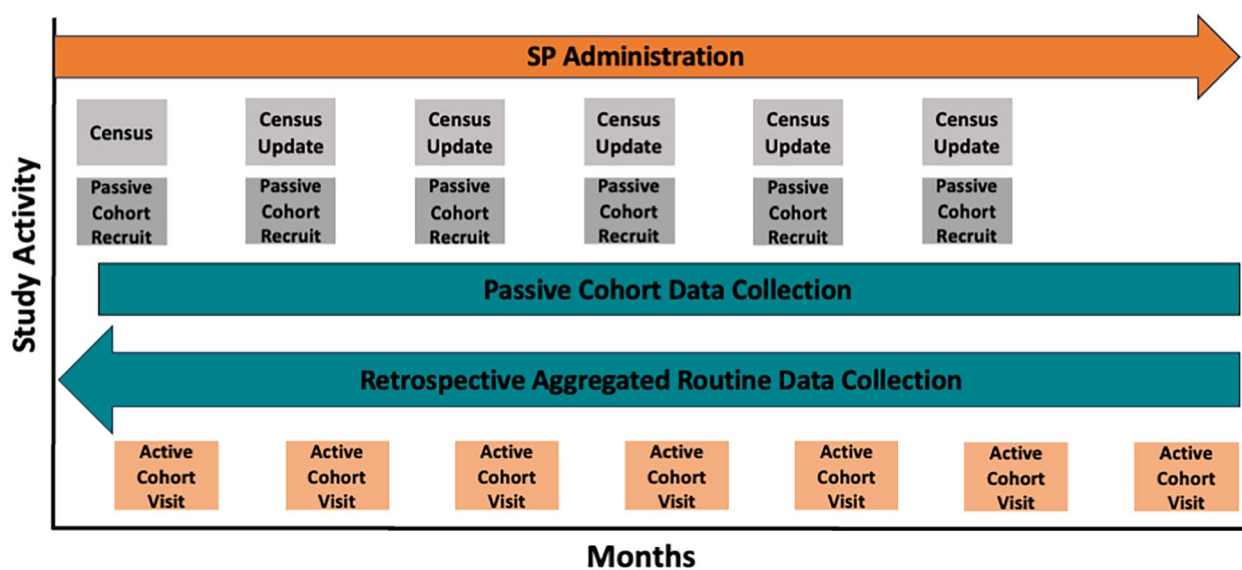 SP Administration
Census
Census
Update
Census
Update
Census
Update
Census
Update
Census
Update
Passive
Cohort
Recruit
Passive
Cohort
Recruit
Passive
Cohort
Recruit
Passive
Cohort
Recruit
Passive
Cohort
Recruit
Passive
Cohort
Recruit
Study Activity
Passive Cohort Data Collection
Retrospective Aggregated Routine Data Collection
Active
Cohort
Visit
Active
Cohort
Visit
Active
Cohort
Visit
Active
Cohort
Visit
Active
Cohort
Visit
Active
Cohort
Visit
Active
Cohort
Visit
Months